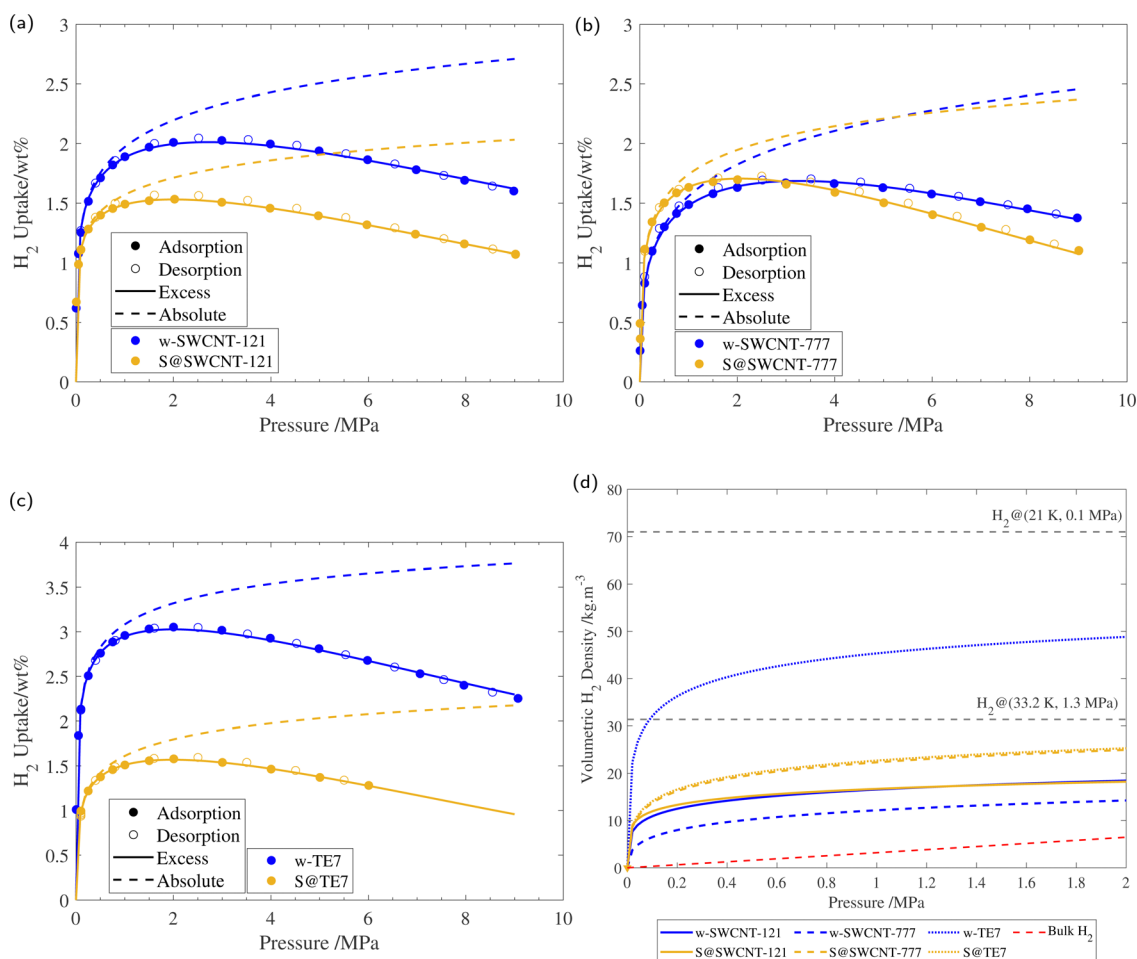 (a)
3
2.5
2
1.5
1
0.5
0
H2 Uptake/wt%
Adsorption
Desorption
Excess
Absolute
w-SWCNT-121
S@SWCNT-121
0 2 4 6 8 10
Pressure /MPa
(b)
3
2.5
2
1.5
1
0.5
0
H2 Uptake/wt%
Adsorption
Desorption
Excess
Absolute
w-SWCNT-777
S@SWCNT-777
0 2 4 6 8 10
Pressure /MPa
(c)
4
3.5
3
2.5
2
1.5
1
0.5
0
H2 Uptake/wt%
Adsorption
Desorption
Excess
Absolute
w-TE7
S@TE7
0 2 4 6 8 10
Pressure /MPa
(d)
80
70
60
50
40
30
20
10
0
Volumetric H2 Density /kg.m-3
H2@(21 K, 0.1 MPa)
H2@(33.2 K, 1.3 MPa)
0 0.2 0.4 0.6 0.8 1 1.2 1.4 1.6 1.8 2
Pressure /MPa
w-SWCNT-121 w-SWCNT-777 w-TE7 Bulk H2
S@SWCNT-121 S@SWCNT-777 S@TE7